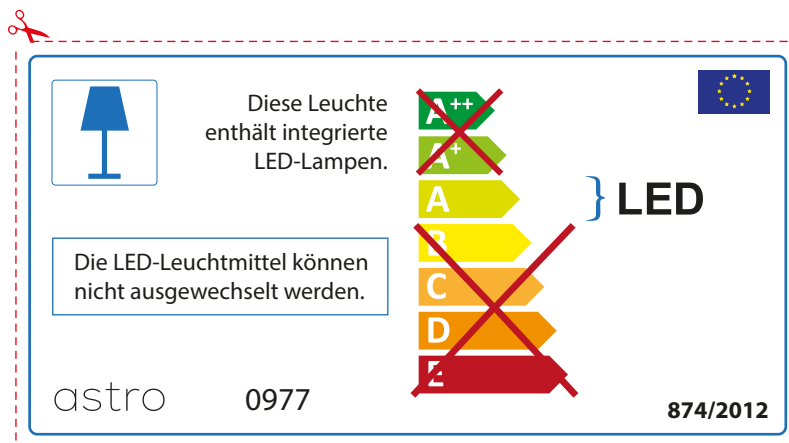 Diese Leuchte
enthält integrierte
LED-Lampen.
Die LED-Leuchtmittel können
nicht ausgewechselt werden.
astro
0977
A++
A+
A
B
C
D
E
LED
874/2012